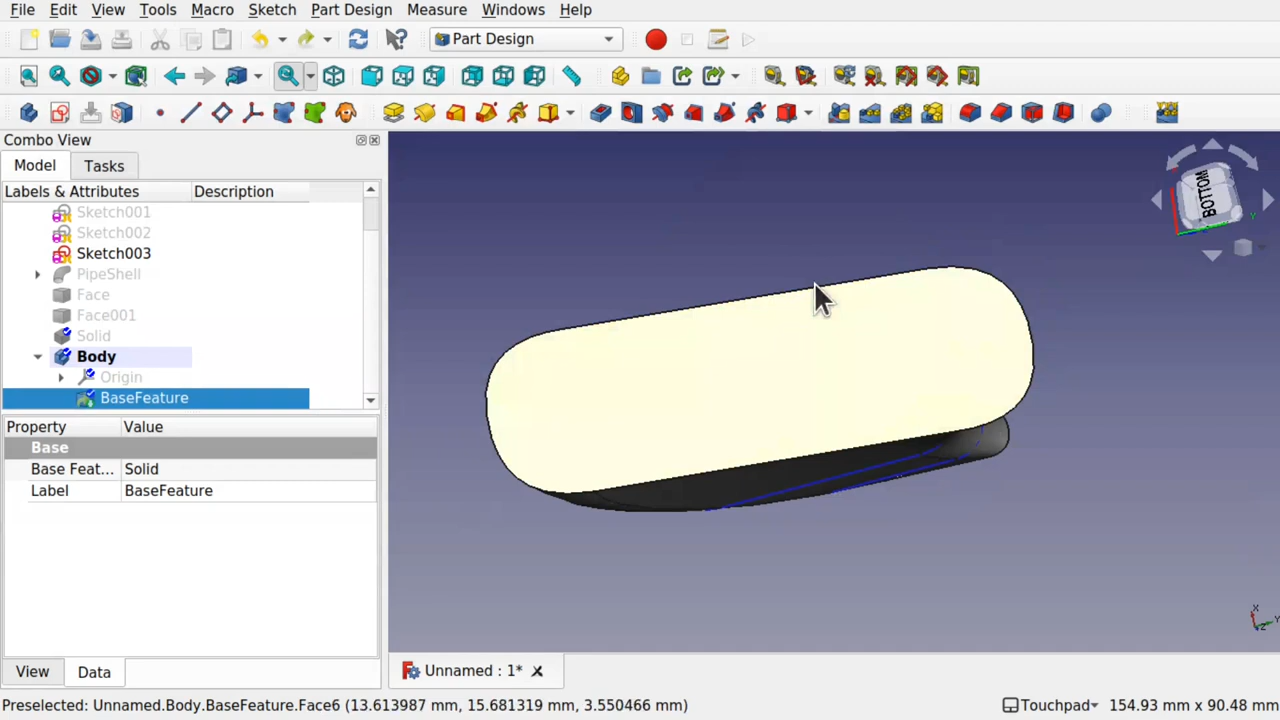 File Edit View Tools Macro Sketch Part Design Measure Windows Help
Part Design
Combo View
Model Tasks
Labels & Attributes Description
Sketch001
Sketch002
Sketch003
PipeShell
Face
Face001
Solid
Body
Origin
BaseFeature
Property Value
Base
Base Feat... Solid
Label BaseFeature
BOTTOM
Y
X
Z Y
View Data
Unnamed : 1*
Preselected: Unnamed.Body.BaseFeature.Face6 (13.613987 mm, 15.681319 mm, 3.550466 mm)
Touchpad 154.93 mm x 90.48 mm